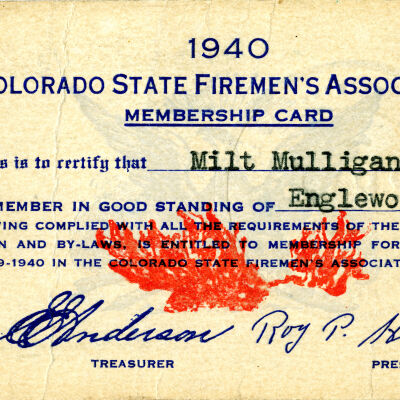 1940
OLORADO STATE FIREMEN'S ASSOC
MEMBERSHIP CARD
s is to certify that Milt Mulligan
MEMBER IN GOOD STANDING OF Englewo
ING COMPLIED WITH ALL THE REQUIREMENTS OF THE
N AND BY-LAWS, IS ENTITLED TO MEMBERSHIP FOR
9-1940 IN THE COLORADO STATE FIREMEN'S ASSOCIAT
Anderson Roy P.
TREASURER PRE